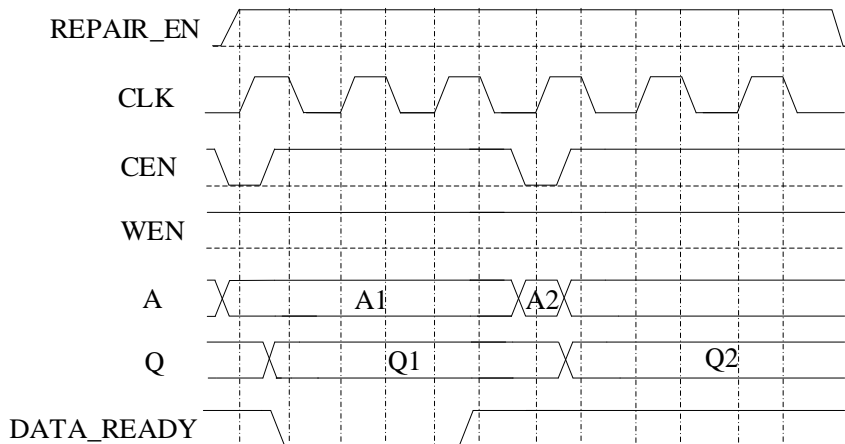 REPAIR_EN
CLK
CEN
WEN
A A1 A2
Q Q1 Q2
DATA_READY